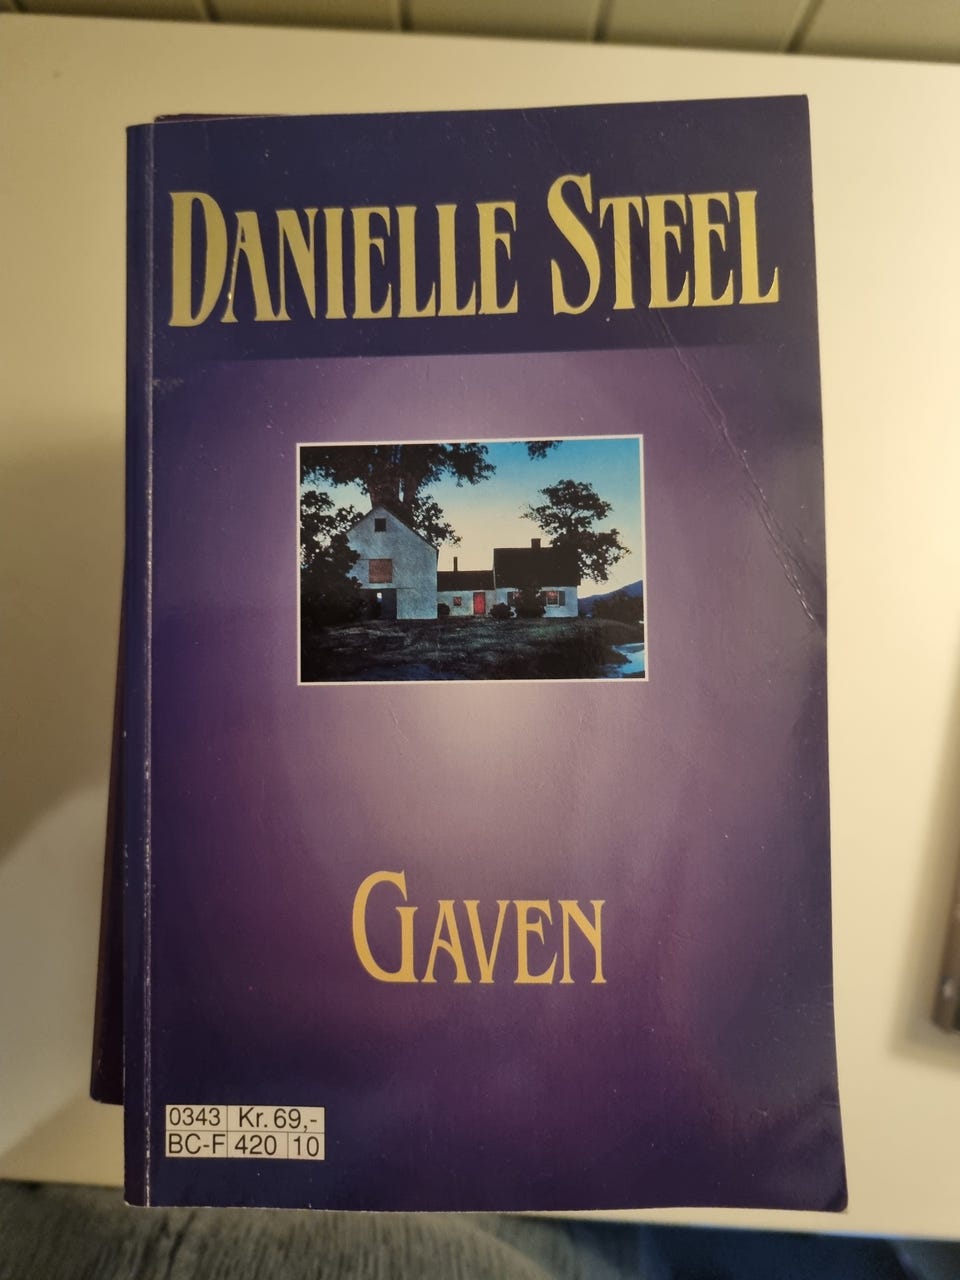 DANIELLE STEEL
GAVEN
0343 Kr. 69,-
BC-F 420 10